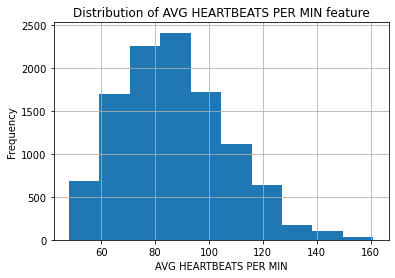 Distribution of AVG HEARTBEATS PER MIN feature
2500
2000
1500
1000
500
0
Frequency
60 80 100 120 140 160
AVG HEARTBEATS PER MIN